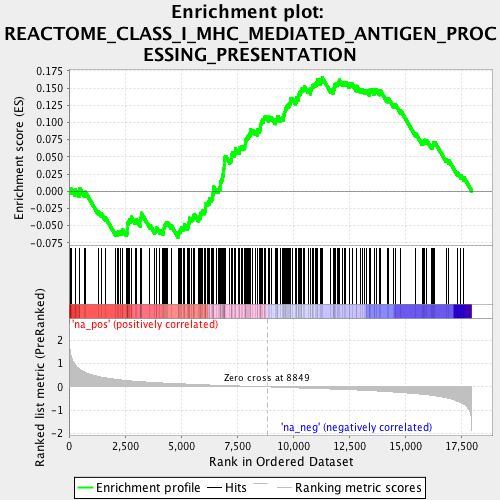 Enrichment plot:
REACTOME_CLASS_I_MHC_MEDIATED_ANTIGEN_PROC
ESSING_PRESENTATION
Enrichment score (ES)
0.175
0.150
0.125
0.100
0.075
0.050
0.025
0.000
-0.025
-0.050
-0.075
'na_pos' (positively correlated)
Ranked list metric (PreRanked)
2
1
0
-1
-2
Zero cross at 8849
'na_neg' (negatively correlated)
0 2,500 5,000 7,500 10,000 12,500 15,000 17,500
Rank in Ordered Dataset
Enrichment profile Hits Ranking metric scores